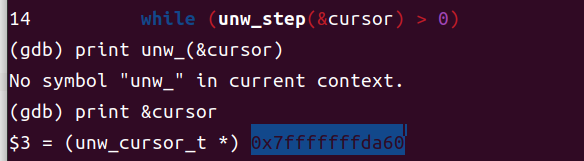 14 while (unw_step(&cursor) > 0)
(gdb) print unw_(&cursor)
No symbol "unw_" in current context.
(gdb) print &cursor
$3 = (unw_cursor_t *) 0x7fffffffda60